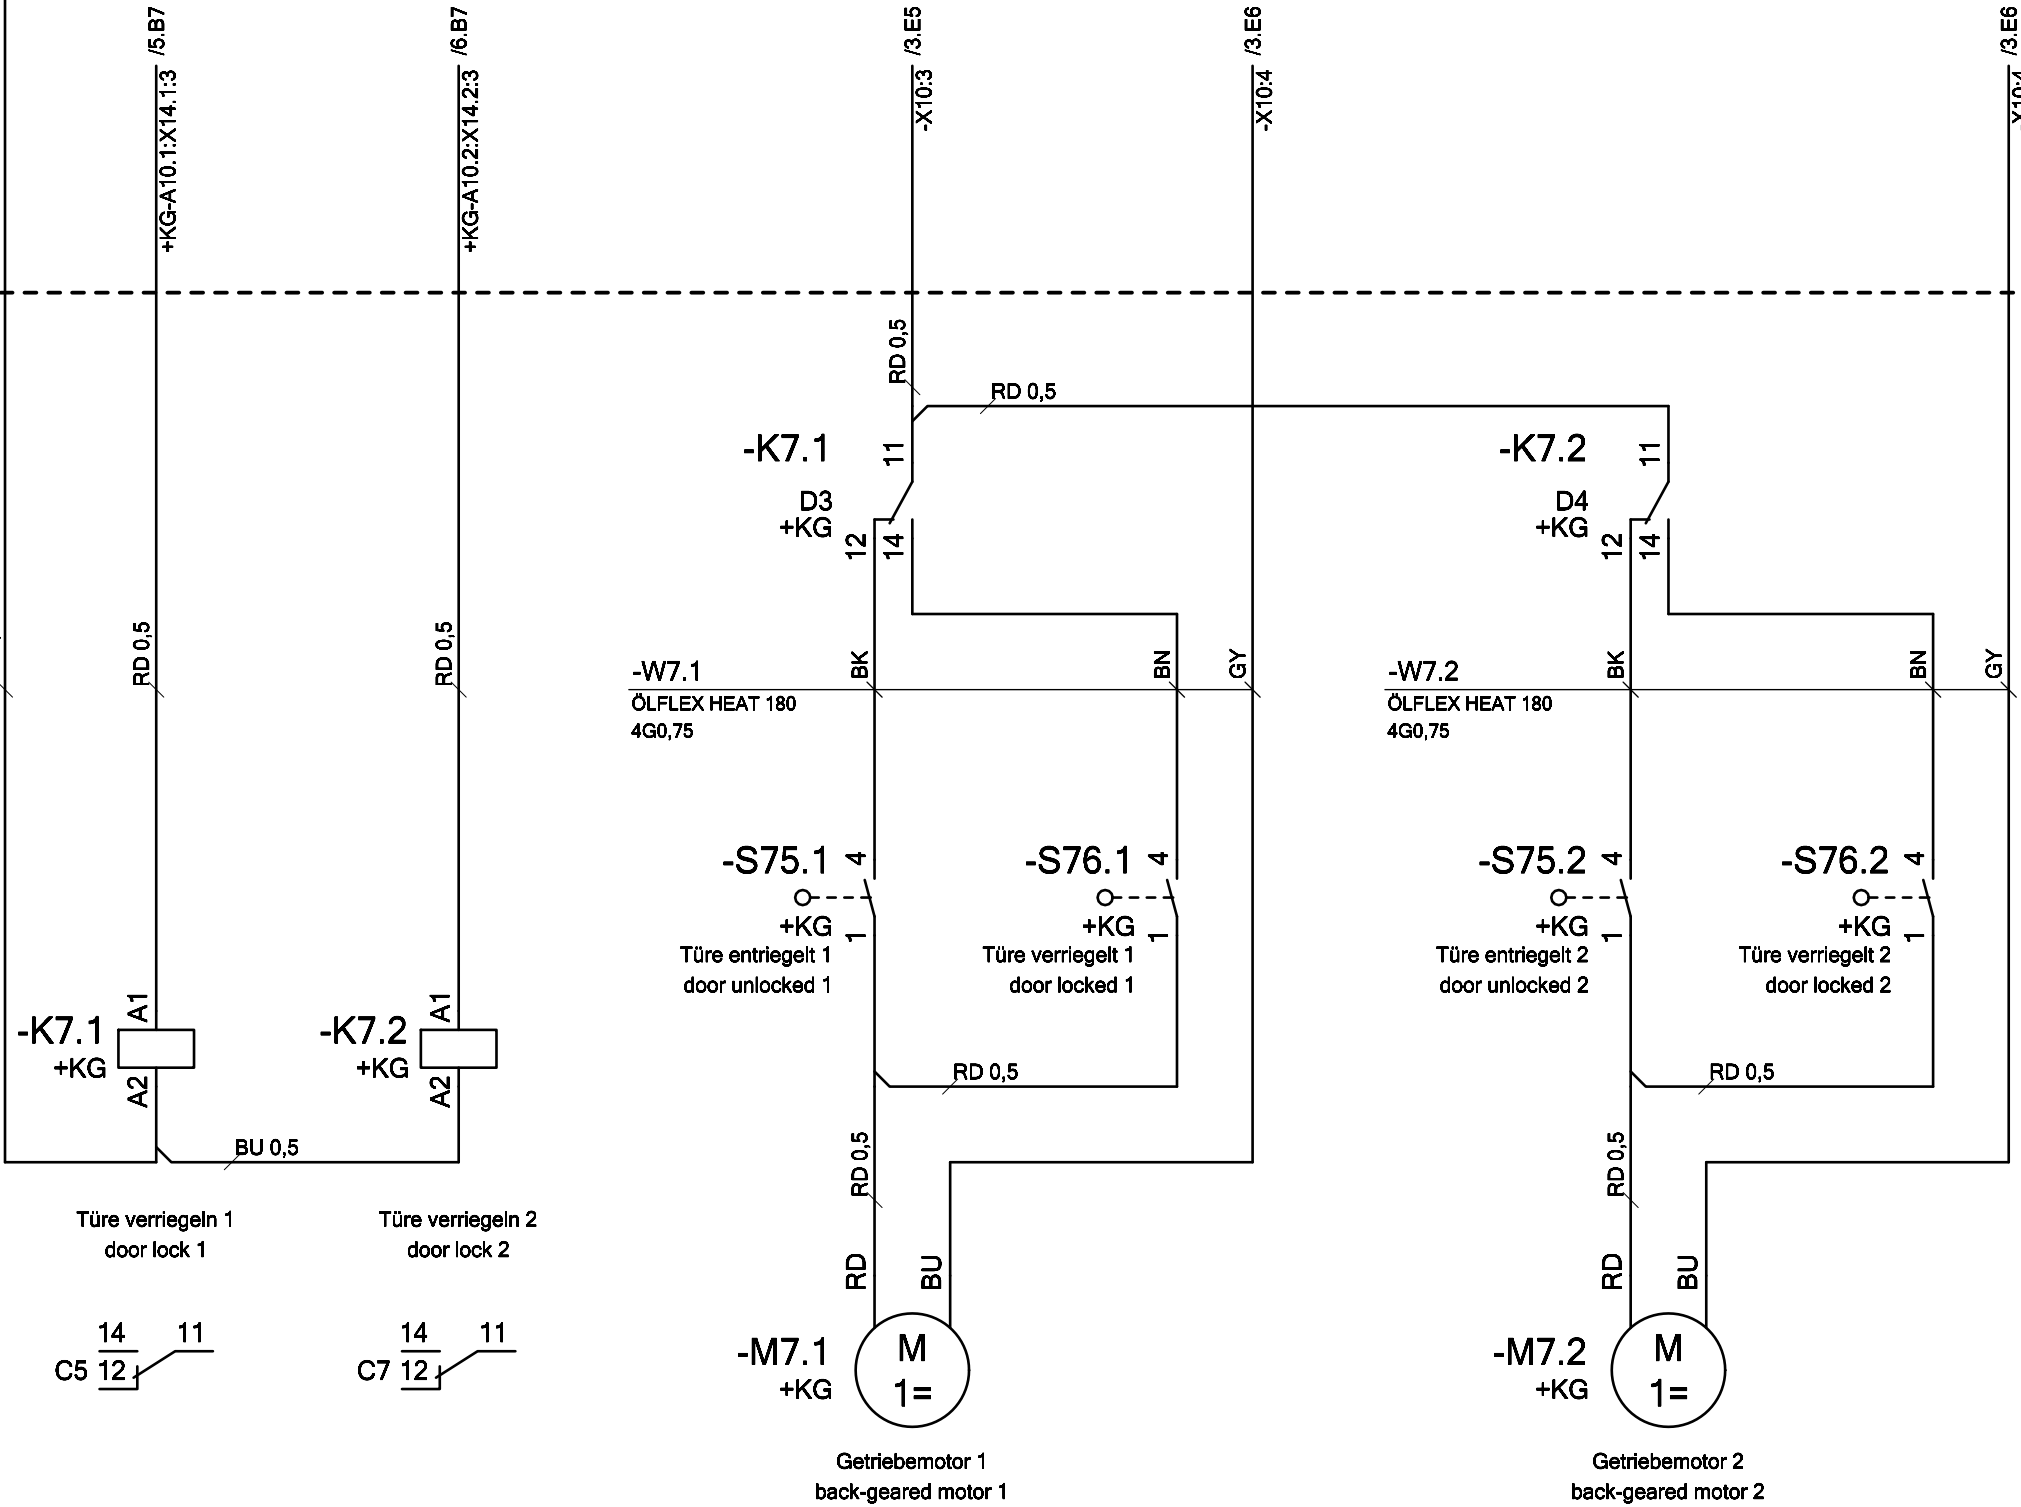 /5.B7
+KG-A10.1:X14.1:3
/6.B7
+KG-A10.2:X14.2:3
/3.E5
-X10:3
/3.E6
-X10:4
/3.E6
-X10:4
RD 0,5
RD 0,5
-K7.1
11
D3
+KG
12
14
-K7.2
11
D4
+KG
12
14
RD 0,5
RD 0,5
-W7.1
ÖLFLEX HEAT 180
4G0,75
BK
BN
GY
-W7.2
ÖLFLEX HEAT 180
4G0,75
BK
BN
GY
-S75.1
4
+KG
1
Türe entriegelt 1
door unlocked 1
-S76.1
4
+KG
1
Türe verriegelt 1
door locked 1
-S75.2
4
+KG
1
Türe entriegelt 2
door unlocked 2
-S76.2
4
+KG
1
Türe verriegelt 2
door locked 2
-K7.1
+KG
A1
A2
-K7.2
+KG
A1
A2
RD 0,5
RD 0,5
BU 0,5
RD 0,5
RD 0,5
Türe verriegeln 1
door lock 1
Türe verriegeln 2
door lock 2
RD
BU
RD
BU
14
11
C5 12
14
11
C7 12
-M7.1
+KG
M
1=
-M7.2
+KG
M
1=
Getriebemotor 1
back-geared motor 1
Getriebemotor 2
back-geared motor 2